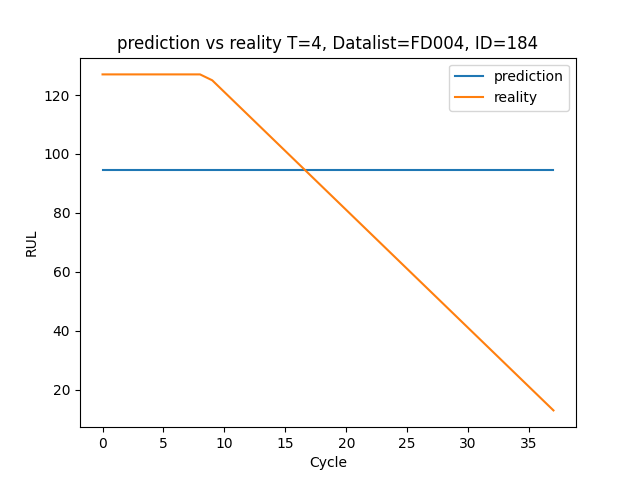 prediction vs reality T=4, Datalist=FD004, ID=184
prediction
reality
120
100
80
60
40
20
RUL
0 5 10 15 20 25 30 35
Cycle